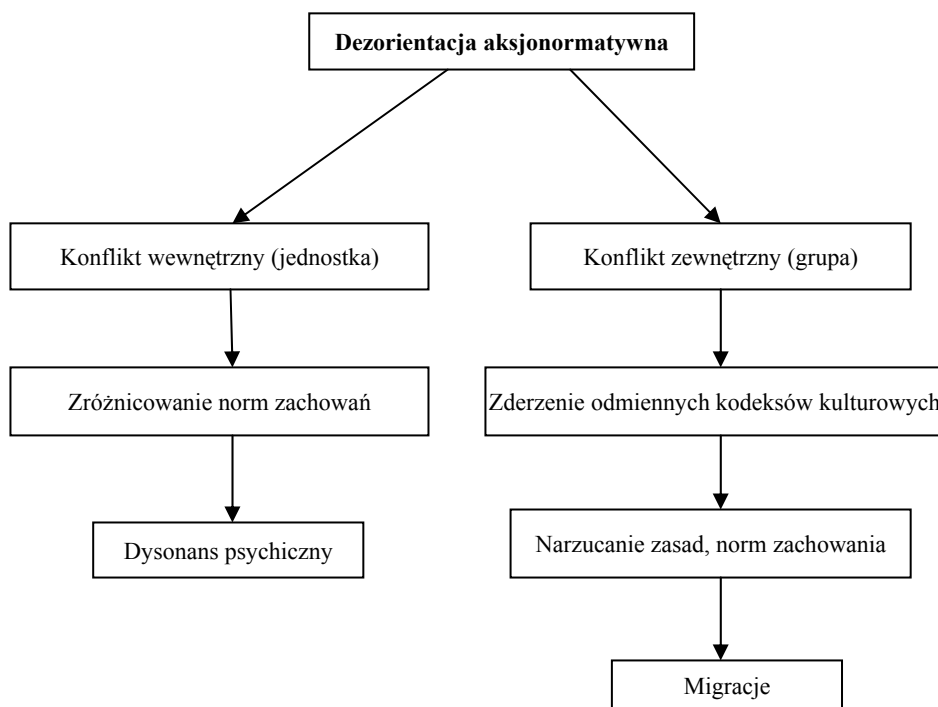 Dezorientacja aksjonormatywna
Konflikt wewnętrzny (jednostka)
Konflikt zewnętrzny (grupa)
Zróżnicowanie norm zachowań
Zderzenie odmiennych kodeksów kulturowych
Dysonans psychiczny
Narzucanie zasad, norm zachowania
Migracje